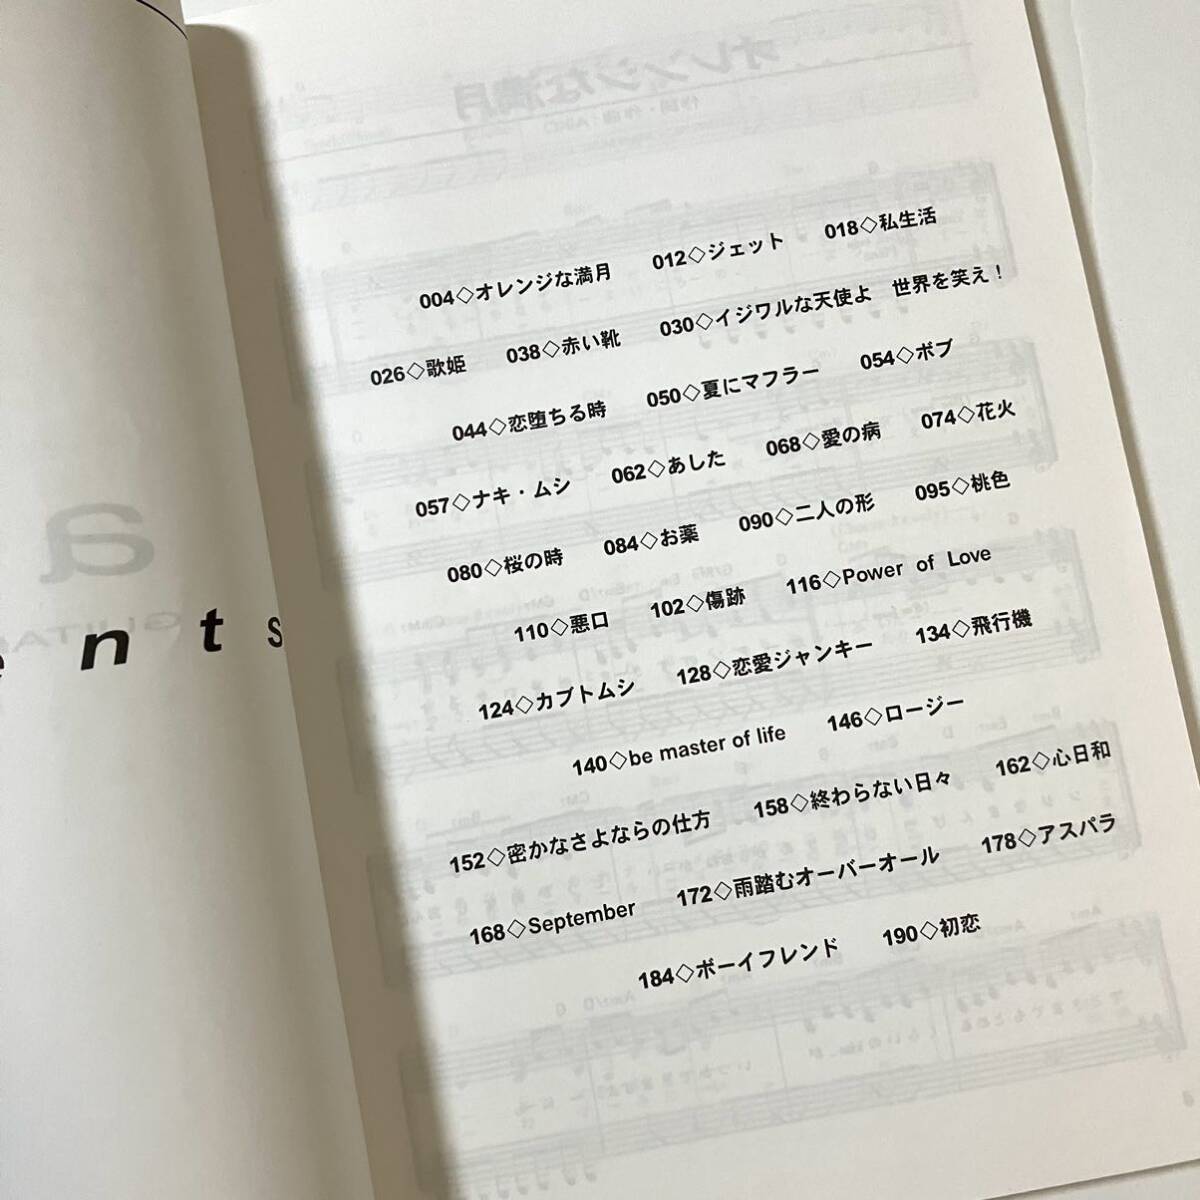 004◇オレンジな満月　012◇ジェット　018◇私生活
026◇歌姫　038◇赤い靴　030◇イジワルな天使よ　世界を笑え！
044◇恋堕ちる時　050◇夏にマフラー　054◇ボブ
057◇ナキ・ムシ　062◇あした　068◇愛の病　074◇花火
080◇桜の時　084◇お薬　090◇二人の形　095◇桃色
110◇悪口　102◇傷跡　116◇Power of Love
124◇カブトムシ　128◇恋愛ジャンキー　134◇飛行機
140◇be master of life　146◇ロージー
152◇密かなさよならの仕方　158◇終わらない日々　162◇心日和
168◇September　172◇雨踏むオーバーオール　178◇アスパラ
184◇ボーイフレンド　190◇初恋
e n t s